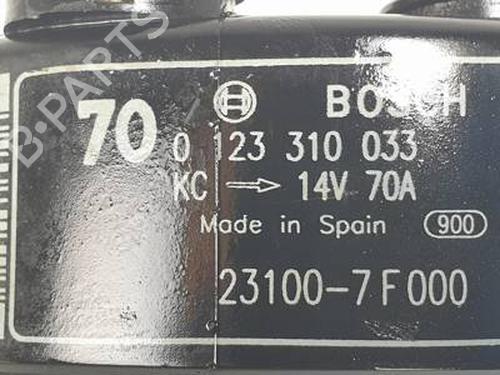 B-PARTS
BOSCH
70
0 123 310 033
KC → 14V 70A
Made in Spain 900
23100-7F000